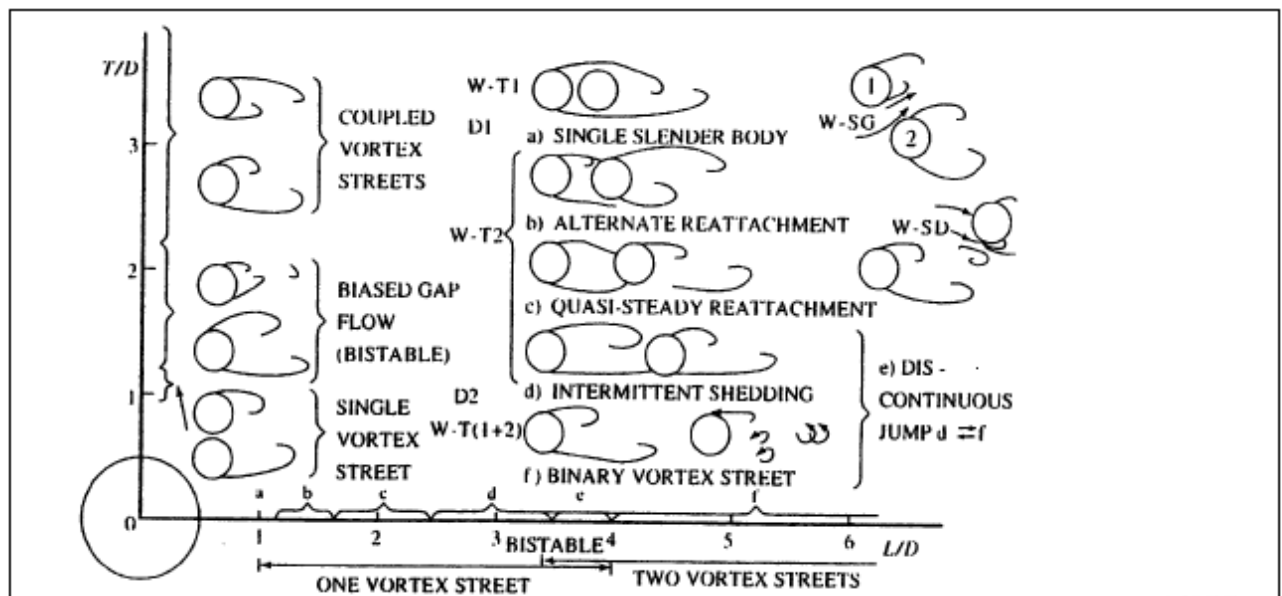 T/D
3
2
1
0
COUPLED
VORTEX
STREETS
BIASED GAP
FLOW
(BISTABLE)
SINGLE
VORTEX
STREET
W-T1
D1
a) SINGLE SLENDER BODY
W-T2
b) ALTERNATE REATTACHMENT
c) QUASI-STEADY REATTACHMENT
d) INTERMITTENT SHEDDING
D2
W-T(1+2)
f) BINARY VORTEX STREET
1
W-SG
2
W-SD
e) DIS-
CONTINUOUS
JUMP d ⇄ f
a b c d e f
1 2 3 4 5 6
BISTABLE
L/D
ONE VORTEX STREET
TWO VORTEX STREETS